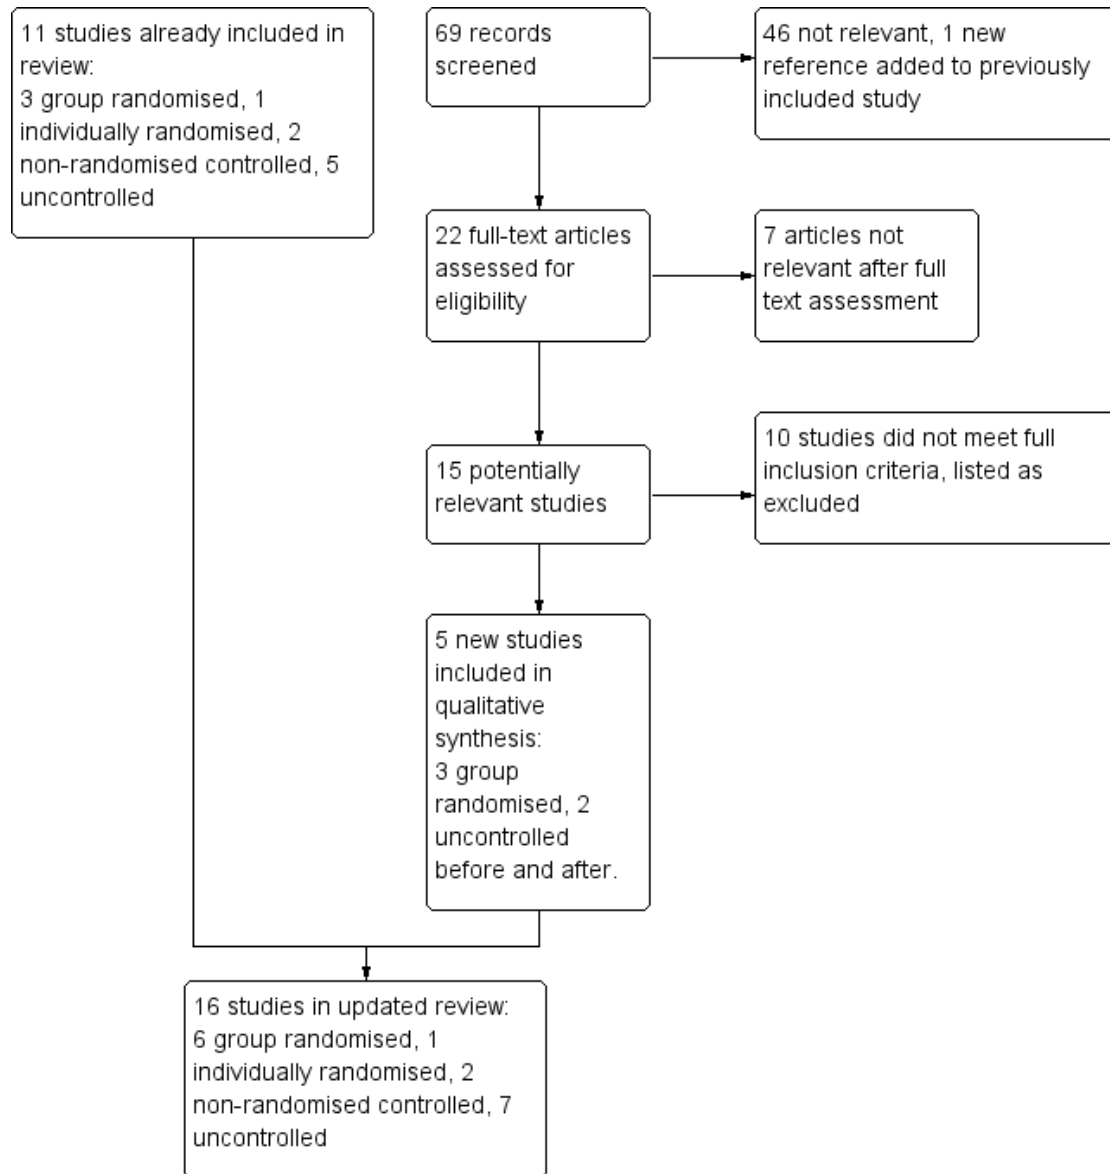 11 studies already included in
review:
3 group randomised, 1
individually randomised, 2
non-randomised controlled, 5
uncontrolled
69 records
screened
46 not relevant, 1 new
reference added to previously
included study
22 full-text articles
assessed for
eligibility
7 articles not
relevant after full
text assessment
15 potentially
relevant studies
10 studies did not meet full
inclusion criteria, listed as
excluded
5 new studies
included in
qualitative
synthesis:
3 group
randomised, 2
uncontrolled
before and after.
16 studies in updated review:
6 group randomised, 1
individually randomised, 2
non-randomised controlled, 7
uncontrolled